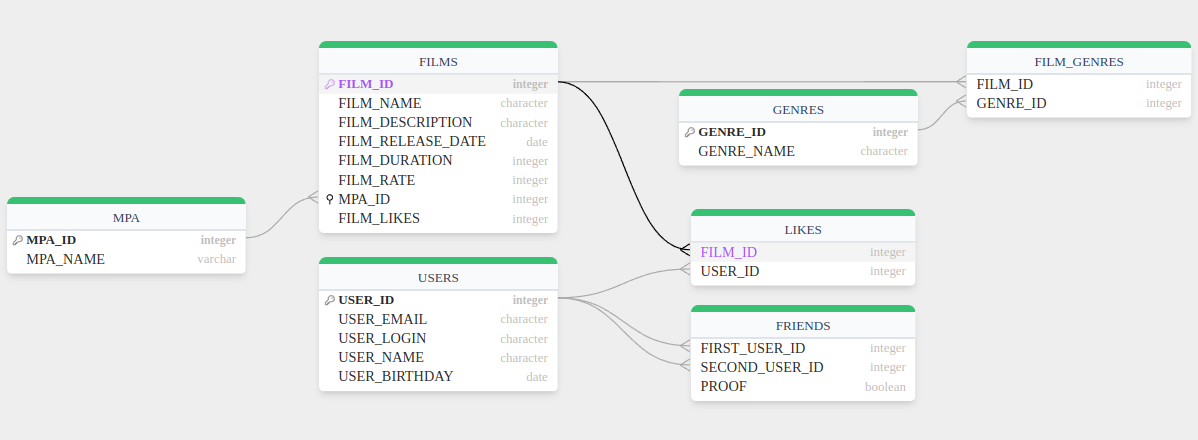 FILMS
FILM_ID integer
FILM_NAME character
FILM_DESCRIPTION character
FILM_RELEASE_DATE date
FILM_DURATION integer
FILM_RATE integer
MPA_ID integer
FILM_LIKES integer
FILM_GENRES
FILM_ID integer
GENRE_ID integer
GENRES
GENRE_ID integer
GENRE_NAME character
MPA
MPA_ID integer
MPA_NAME varchar
LIKES
FILM_ID integer
USER_ID integer
USERS
USER_ID integer
USER_EMAIL character
USER_LOGIN character
USER_NAME character
USER_BIRTHDAY date
FRIENDS
FIRST_USER_ID integer
SECOND_USER_ID integer
PROOF boolean